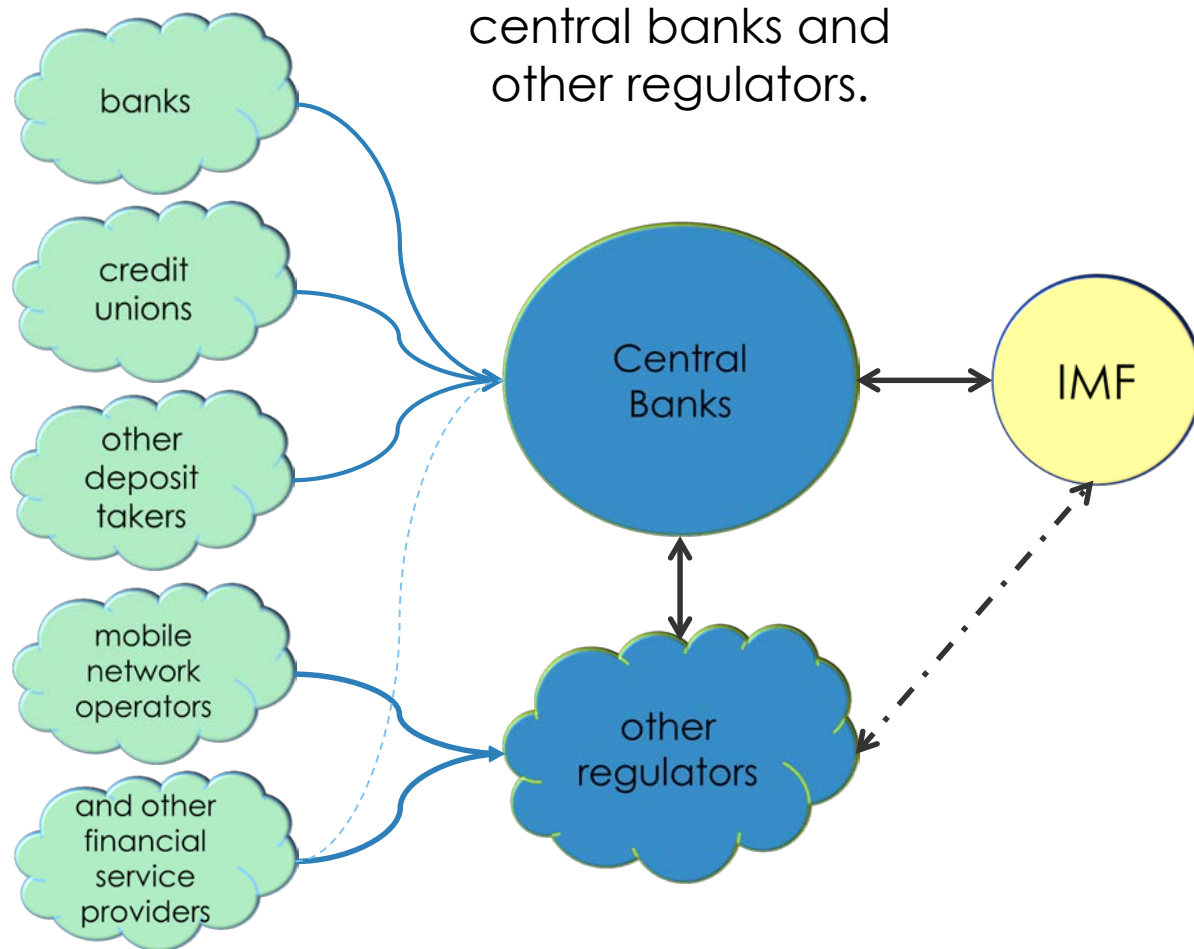 central banks and
other regulators.
banks
credit
unions
other
deposit
takers
mobile
network
operators
and other
financial
service
providers
Central
Banks
other
regulators
IMF